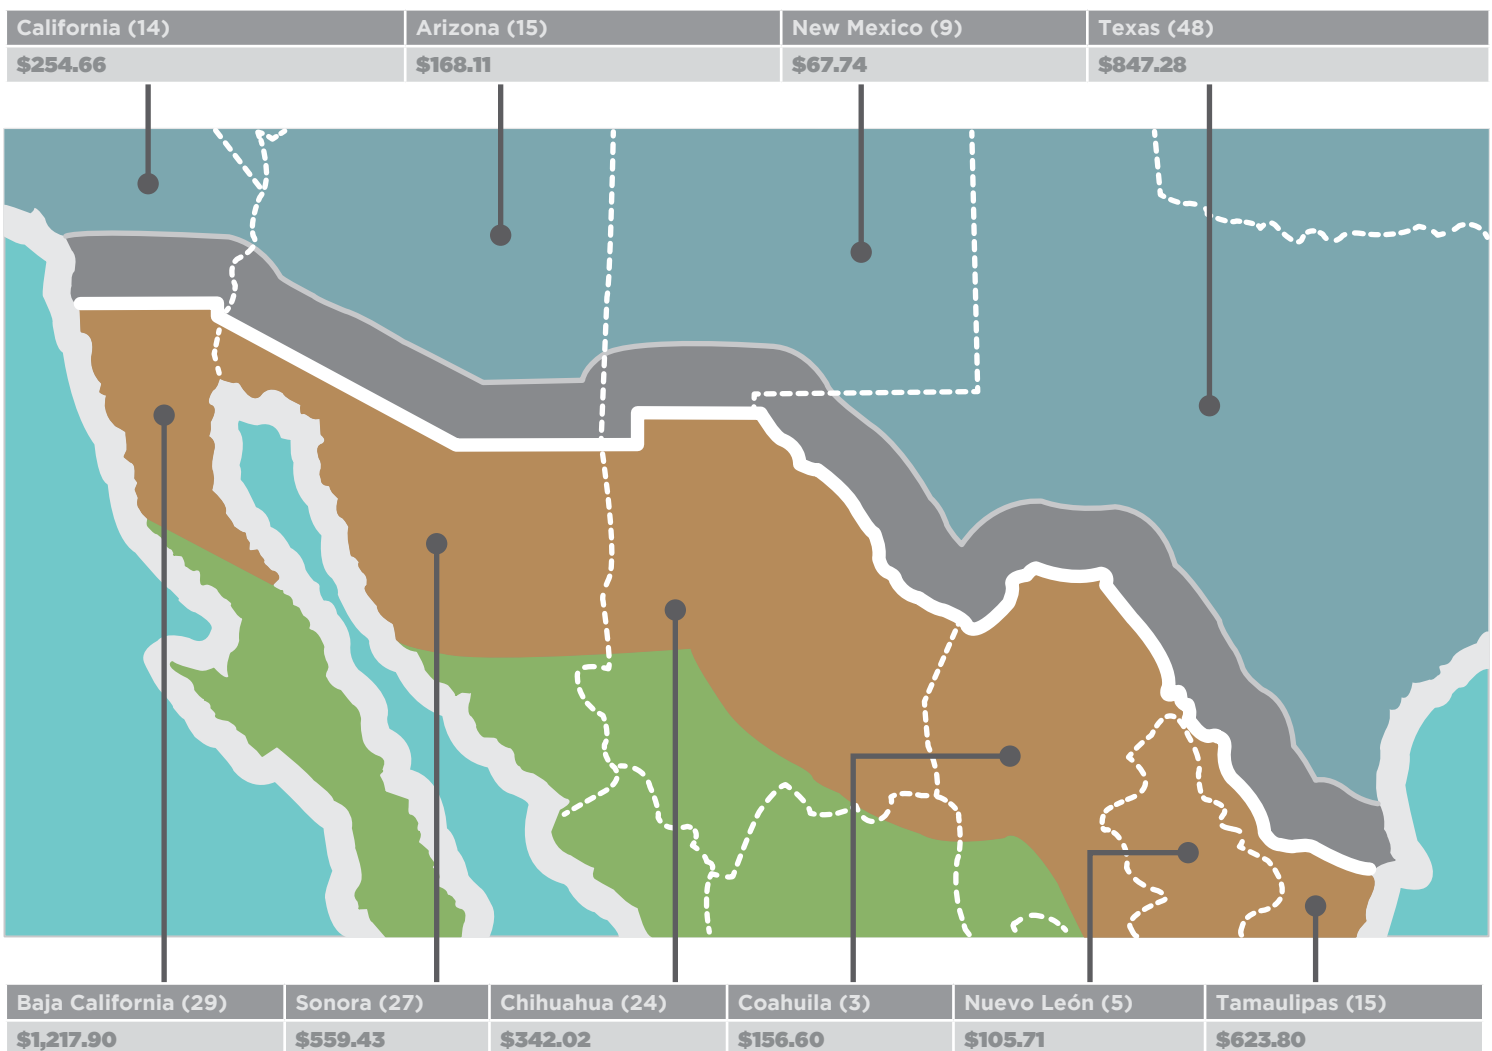 California (14) Arizona (15) New Mexico (9) Texas (48)
$254.66 $168.11 $67.74 $847.28
Baja California (29) Sonora (27) Chihuahua (24) Coahuila (3) Nuevo León (5) Tamaulipas (15)
$1,217.90 $559.43 $342.02 $156.60 $105.71 $623.80